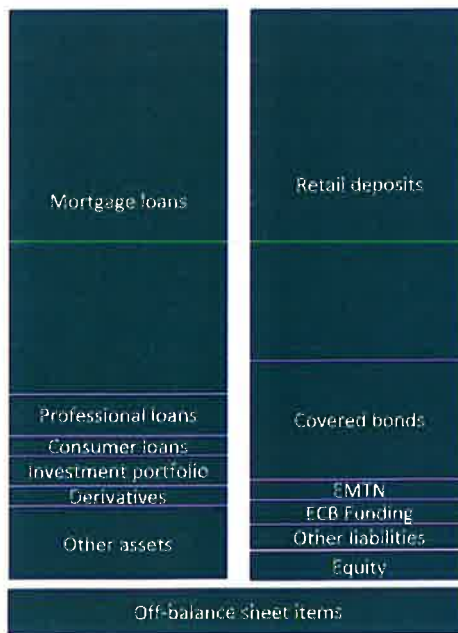 Mortgage loans
Professional loans
Consumer loans
Investment portfolio
Derivatives
Other assets
Retail deposits
Covered bonds
EMTN
ECB Funding
Other liabilities
Equity
Off-balance sheet items